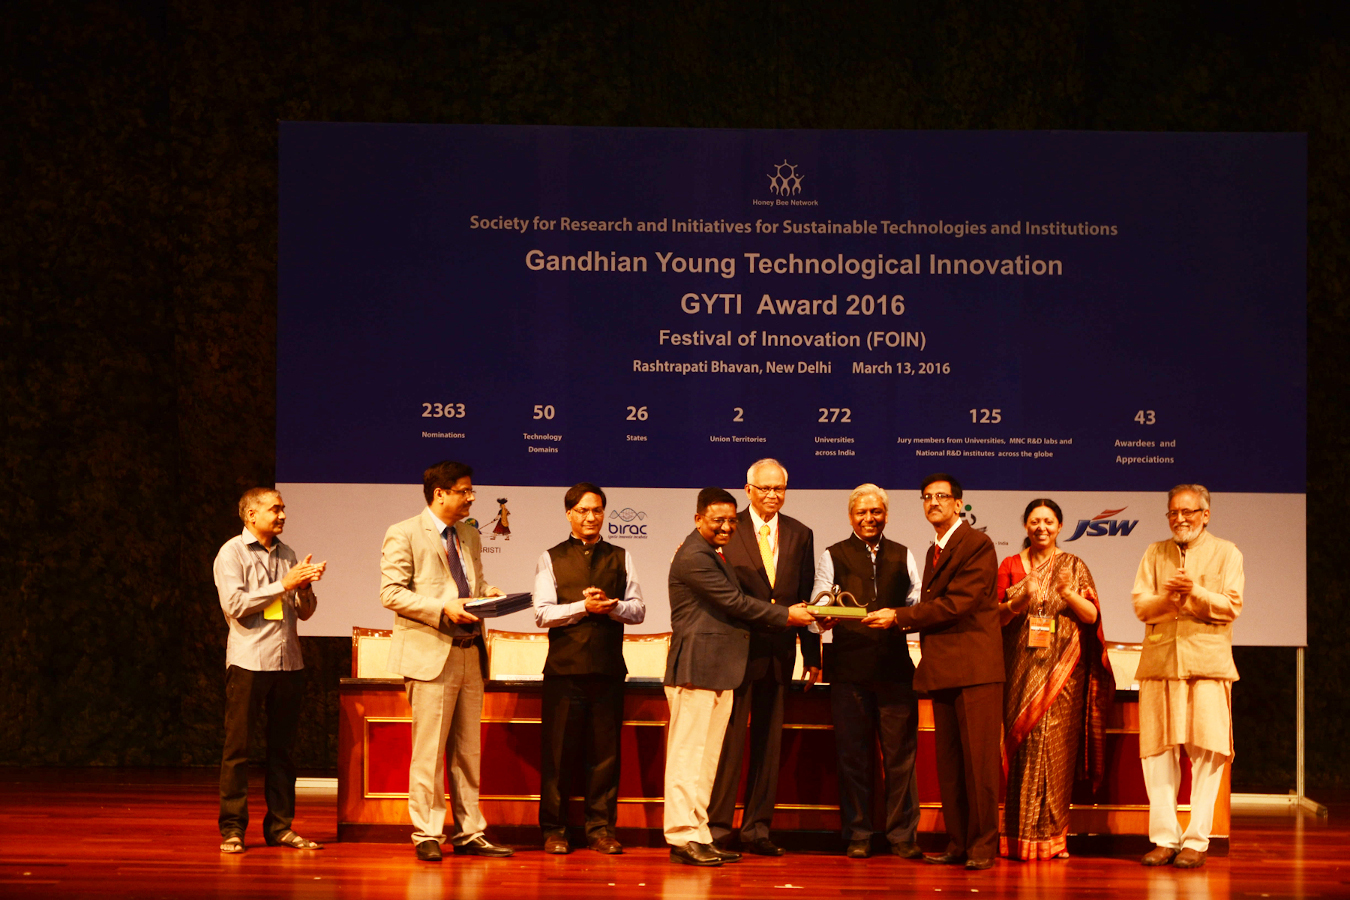 Honey Bee Network
Society for Research and Initiatives for Sustainable Technologies and Institutions
Gandhian Young Technological Innovation
GYTI Award 2016
Festival of Innovation (FOIN)
Rashtrapati Bhavan, New Delhi March 13, 2016
2363 50 26 2 272 125 43
Nominations Technology States Union Territories Universities Jury members from Universities, MNC R&D labs and Awardees and
Domains across India National R&D institutes across the globe Appreciations
birac
JSW